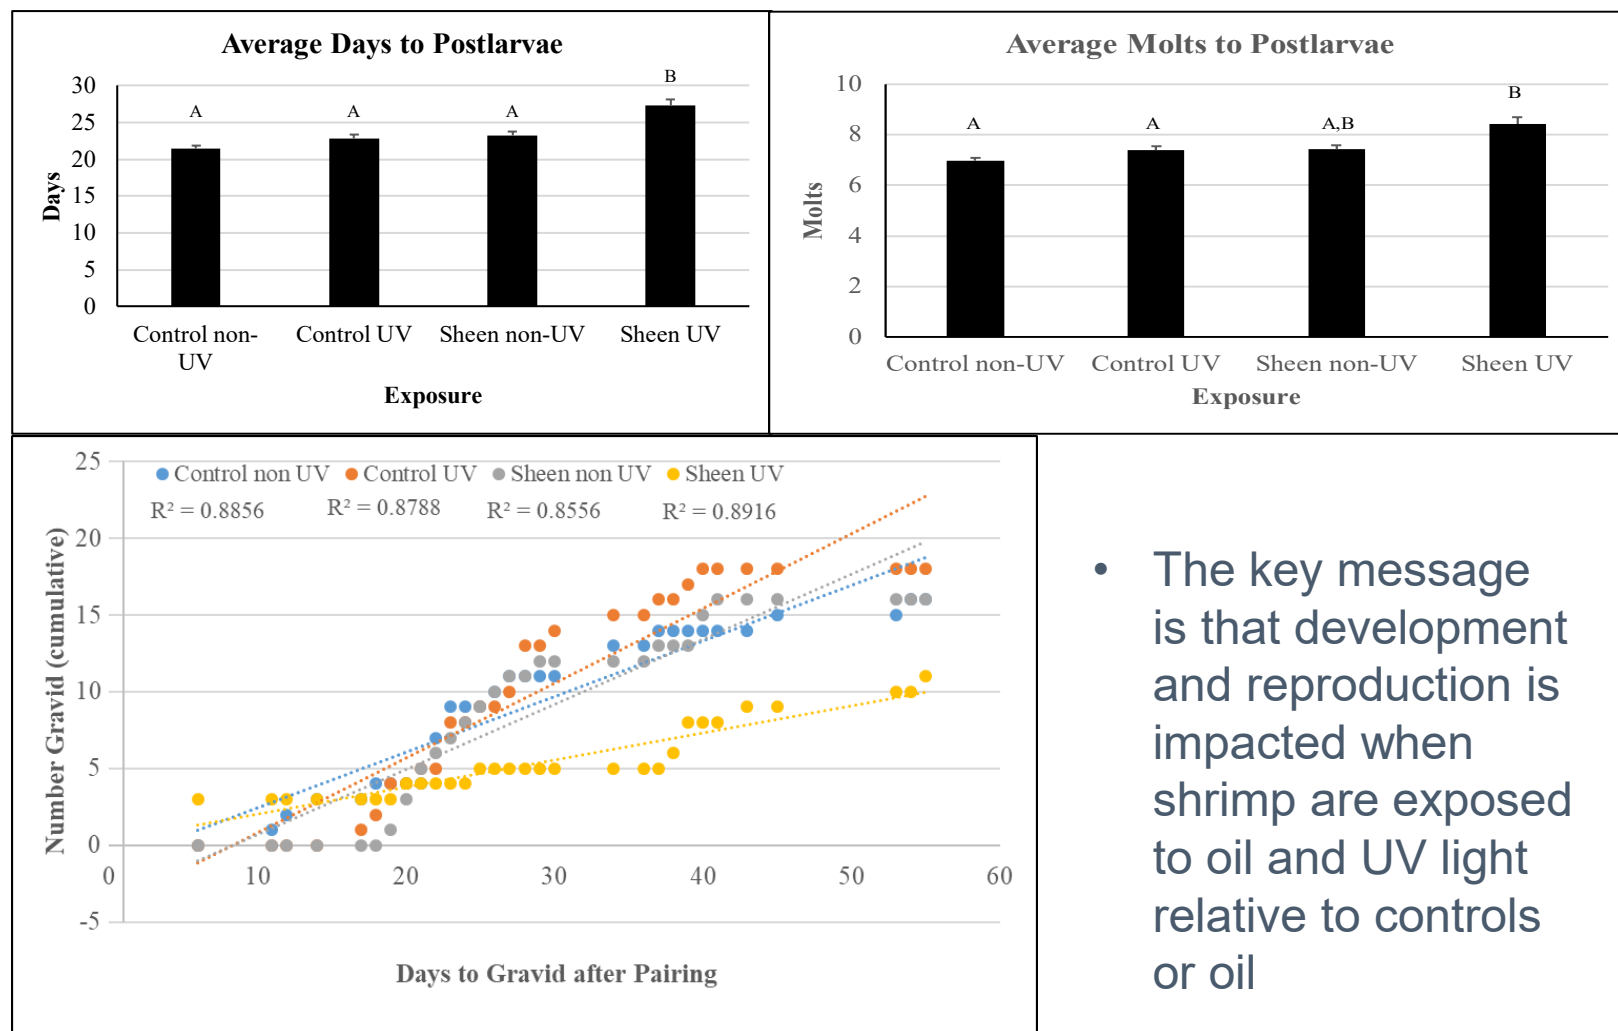 Average Days to Postlarvae
30
25
20
15
10
5
0
Days
A
A
A
B
Control non-
UV
Control UV
Sheen non-UV
Sheen UV
Exposure
Average Molts to Postlarvae
10
8
6
4
2
0
Molts
A
A
A,B
B
Control non-UV
Control UV
Sheen non-UV
Sheen UV
Exposure
25
20
15
10
5
0
-5
Number Gravid (cumulative)
Control non UV
Control UV
Sheen non UV
Sheen UV
R² = 0.8856
R² = 0.8788
R² = 0.8556
R² = 0.8916
0
10
20
30
40
50
60
Days to Gravid after Pairing
• The key message
is that development
and reproduction is
impacted when
shrimp are exposed
to oil and UV light
relative to controls
or oil